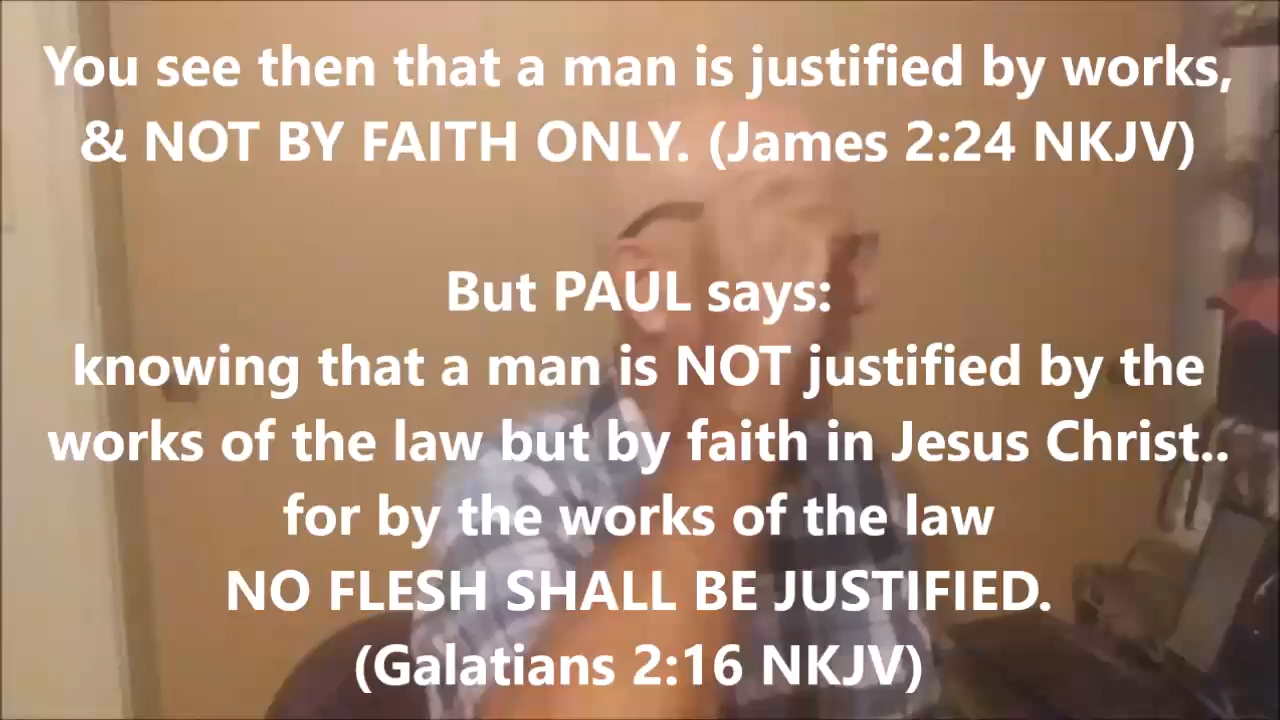 You see then that a man is justified by works,
& NOT BY FAITH ONLY. (James 2:24 NKJV)
But PAUL says:
knowing that a man is NOT justified by the
works of the law but by faith in Jesus Christ..
for by the works of the law
NO FLESH SHALL BE JUSTIFIED.
(Galatians 2:16 NKJV)